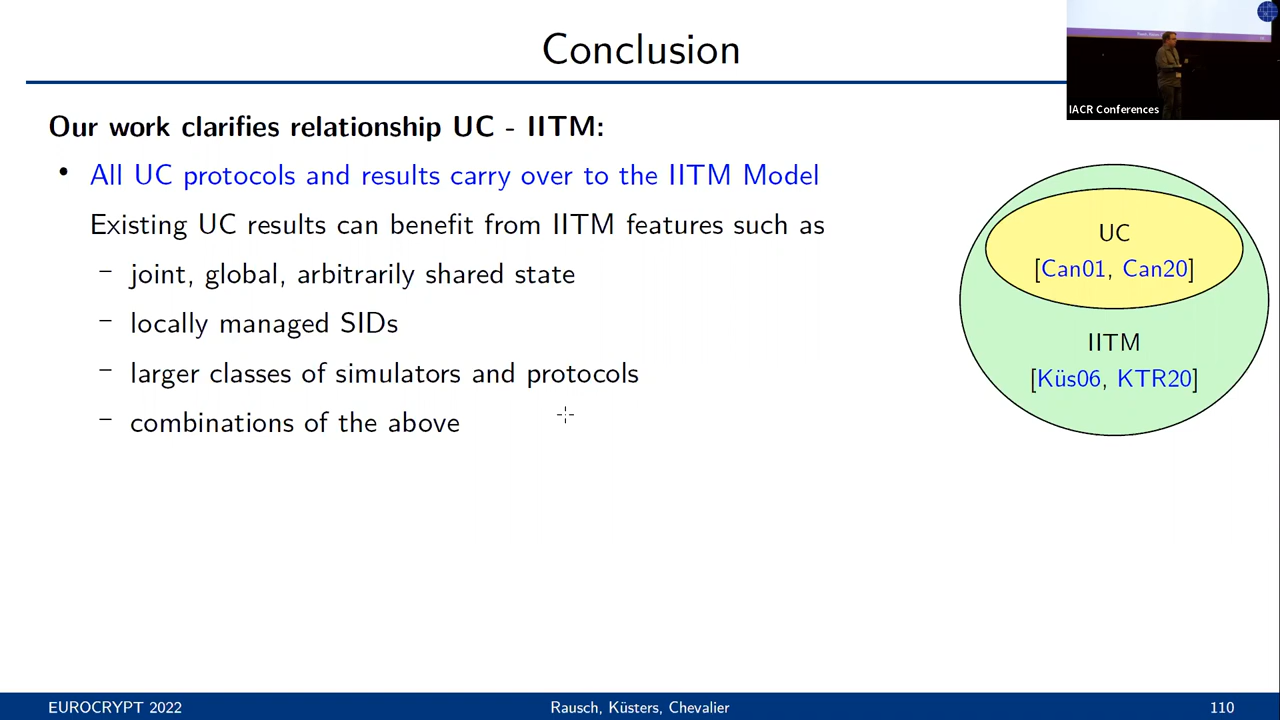 Conclusion
IACR Conferences
Our work clarifies relationship UC - IITM:
• All UC protocols and results carry over to the IITM Model
Existing UC results can benefit from IITM features such as
– joint, global, arbitrarily shared state
– locally managed SIDs
– larger classes of simulators and protocols
– combinations of the above
UC
[Can01, Can20]
IITM
[Küs06, KTR20]
EUROCRYPT 2022
Rausch, Küsters, Chevalier
110